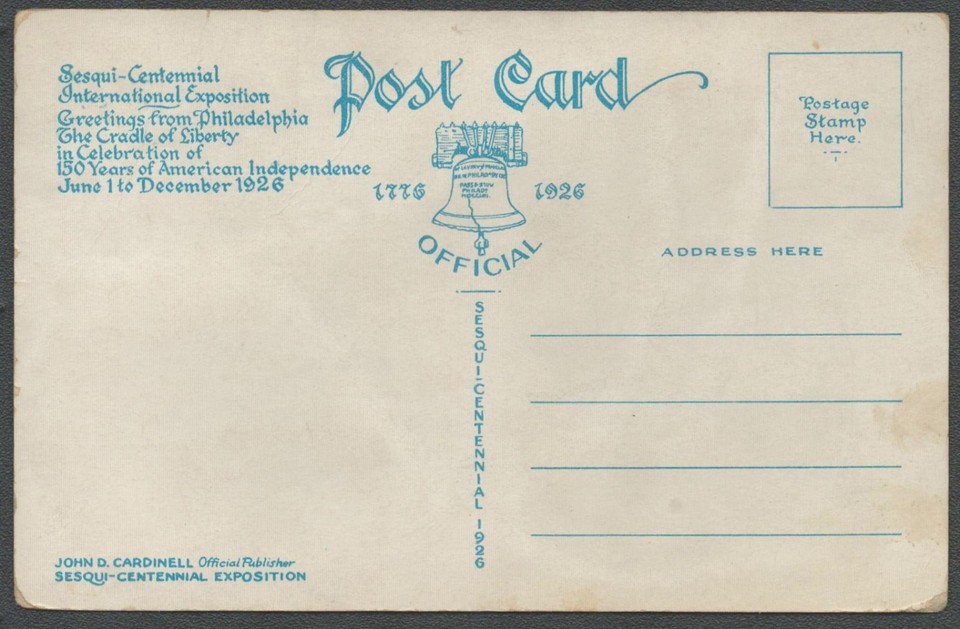 Sesqui-Centennial
International Exposition
Greetings from Philadelphia
The Cradle of Liberty
in Celebration of
150 Years of American Independence
June 1 to December 1926
Post Card
1776 1926
PASS & STOW
OFFICIAL
SESQUI-CENTENNIAL 1926
Postage
Stamp
Here.
ADDRESS HERE
JOHN D. CARDINELL Official Publisher
SESQUI-CENTENNIAL EXPOSITION